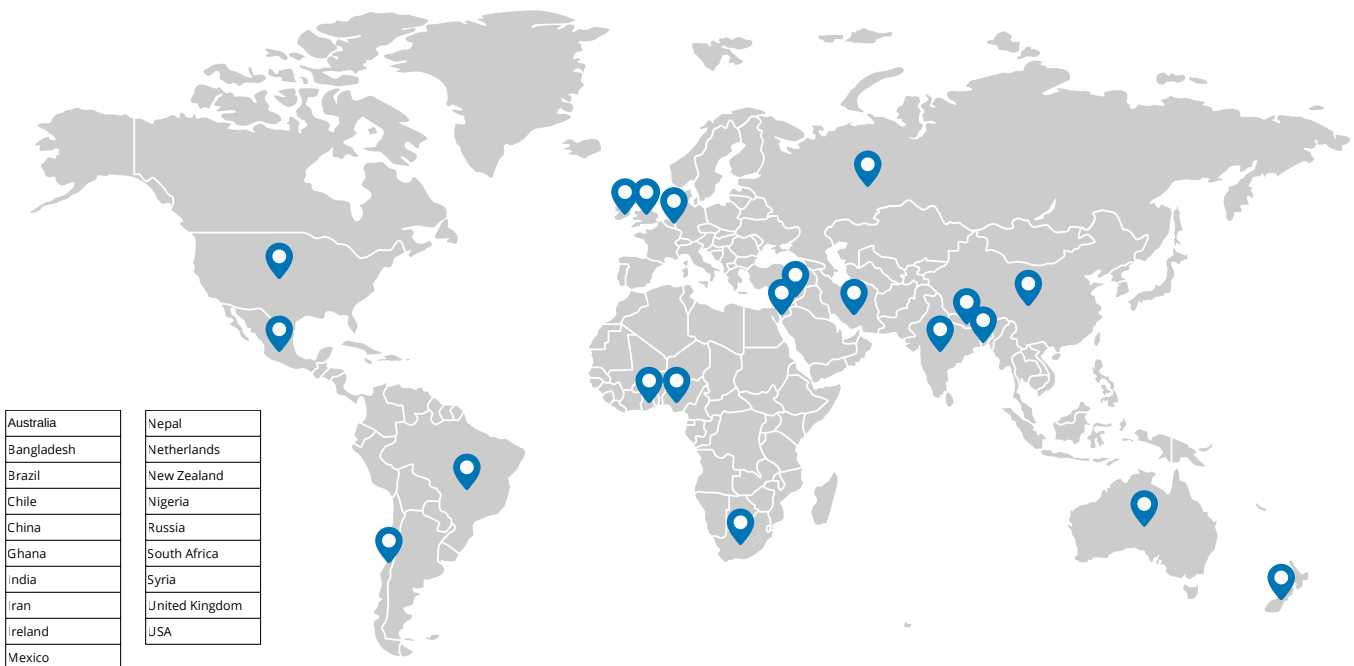 Australia
Bangladesh
Brazil
Chile
China
Ghana
India
Iran
Ireland
Mexico
Nepal
Netherlands
New Zealand
Nigeria
Russia
South Africa
Syria
United Kingdom
USA